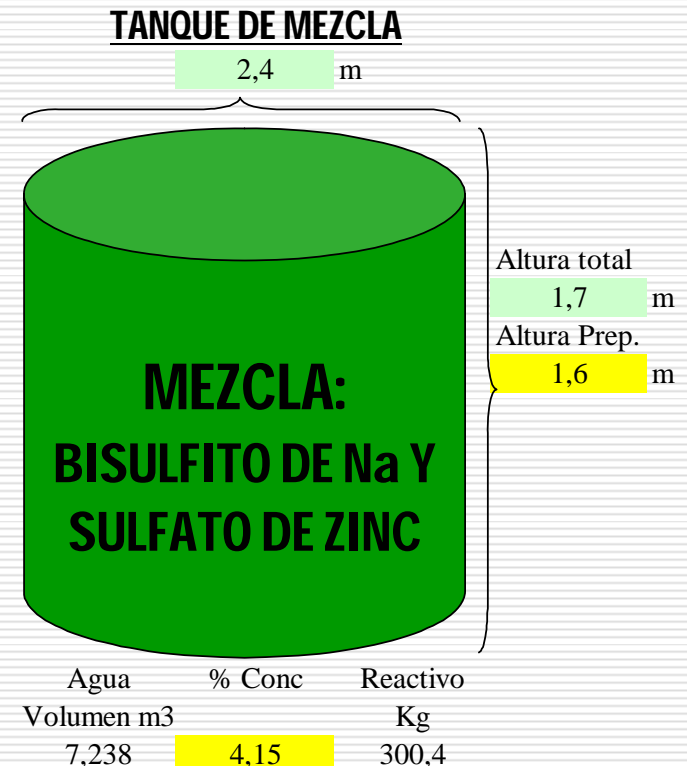 TANQUE DE MEZCLA
2,4 m
Altura total
1,7 m
Altura Prep.
1,6 m
MEZCLA:
BISULFITO DE Na Y
SULFATO DE ZINC
Agua % Conc Reactivo
Volumen m3 Kg
7,238 4,15 300,4